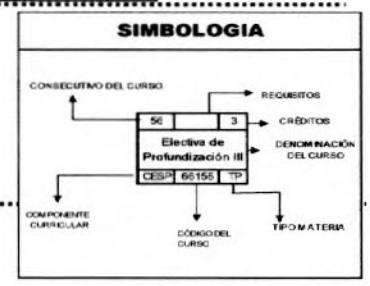 SIMBOLOGIA
CONSECUTIVO DEL CURSO
REQUISITOS
56 3
CRÉDITOS
Electiva de
Profundización III
DENOMINACIÓN
DEL CURSO
CESP 66156 TP
COMPONENTE
CURRICULAR
CÓDIGO DEL
CURSO
TIPO MATERIA